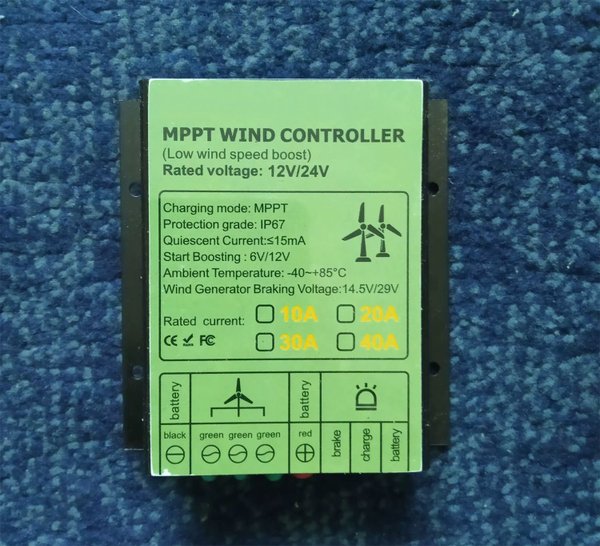 MPPT WIND CONTROLLER
(Low wind speed boost)
Rated voltage: 12V/24V
Charging mode: MPPT
Protection grade: IP67
Quiescent Current:≤15mA
Start Boosting : 6V/12V
Ambient Temperature: -40~+85°C
Wind Generator Braking Voltage:14.5V/29V
Rated current: 10A 20A
CE RoHS FC 30A 40A
battery battery
black green green green red brake charge battery